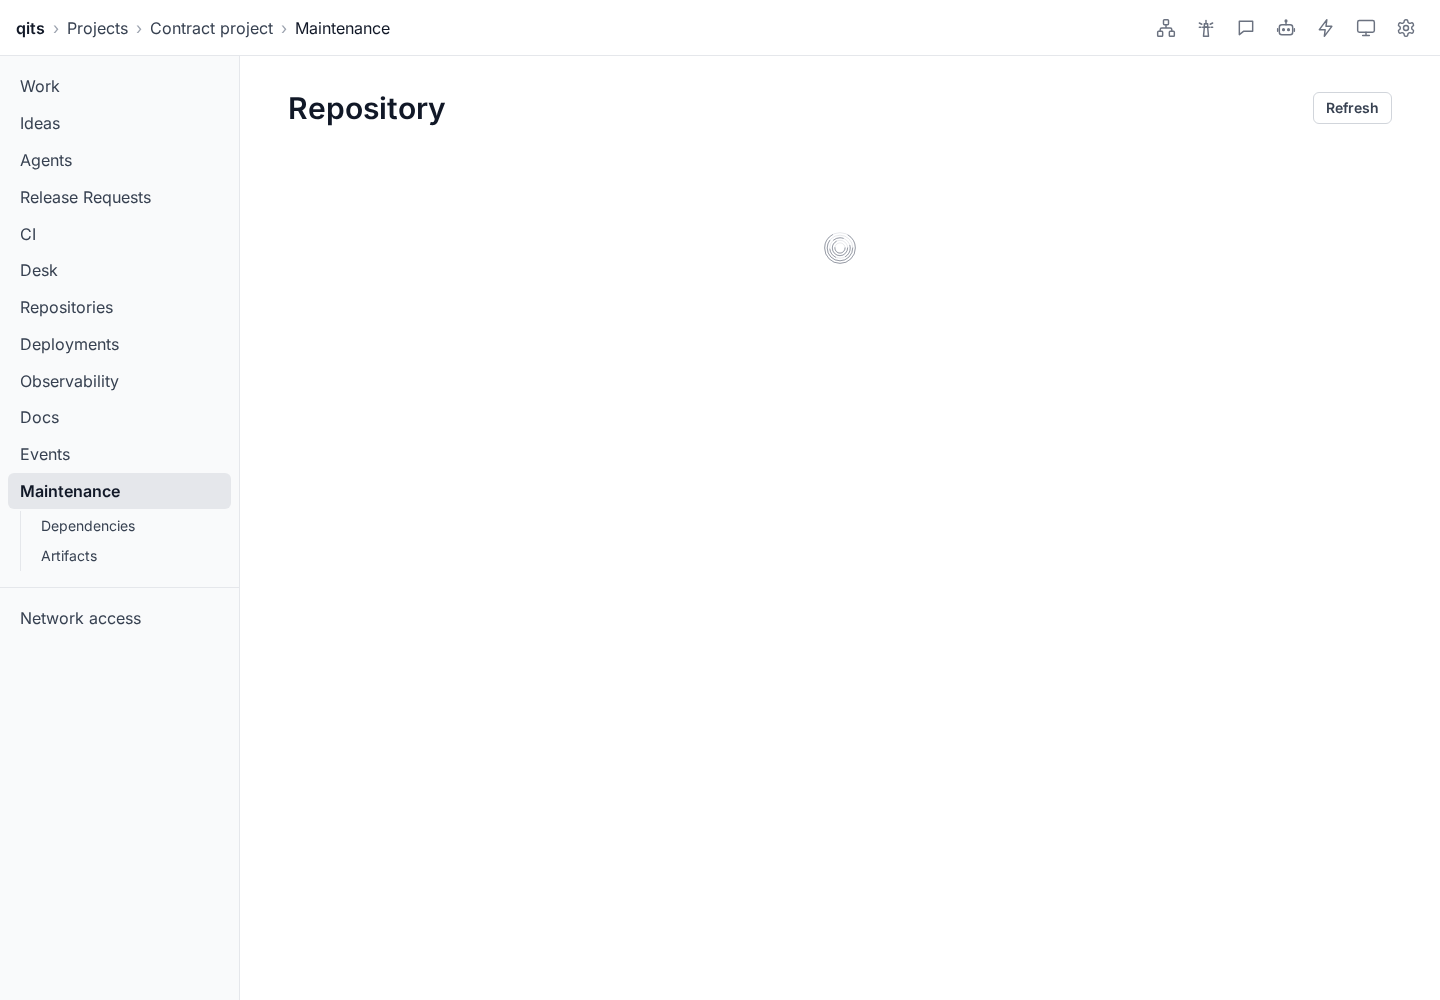 qits › Projects › Contract project › Maintenance
Work
Ideas
Agents
Release Requests
CI
Desk
Repositories
Deployments
Observability
Docs
Events
Maintenance
Dependencies
Artifacts
Network access
Repository
Refresh